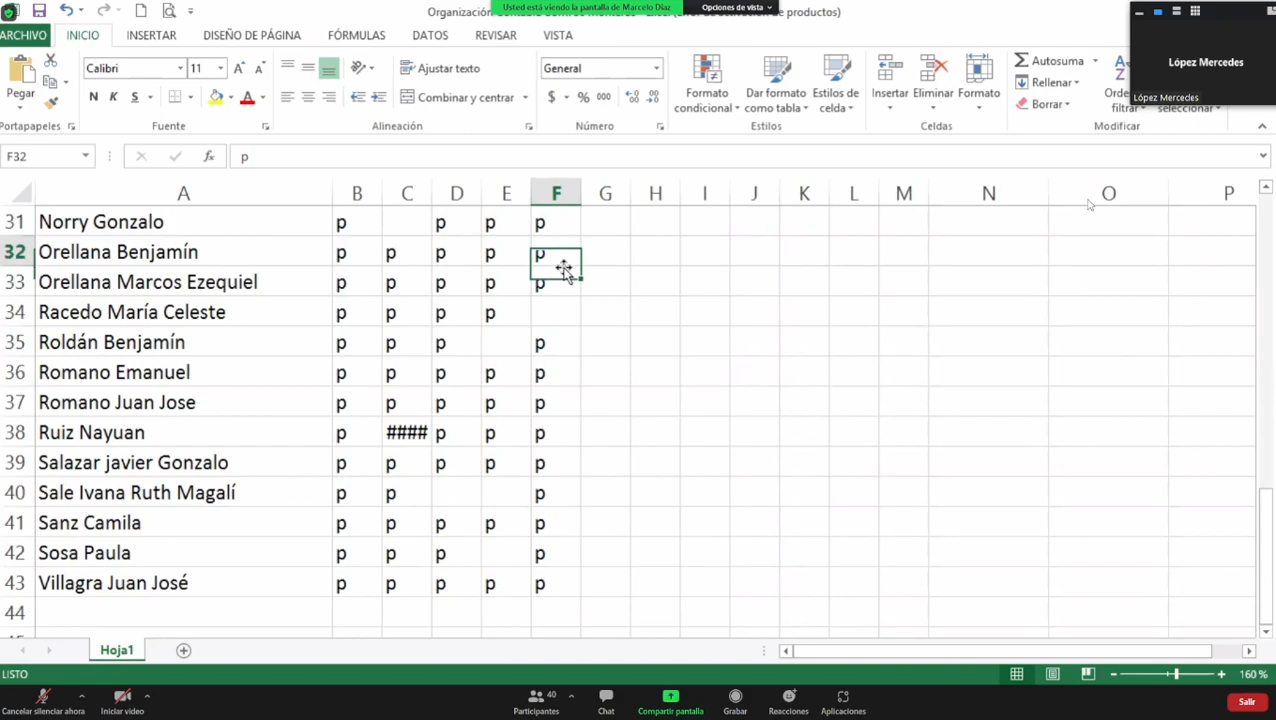 Usted está viendo la pantalla de Marcelo Díaz
Opciones de vista
ARCHIVO INICIO INSERTAR DISEÑO DE PÁGINA FÓRMULAS DATOS REVISAR VISTA
López Mercedes
López Mercedes
Pegar
Calibri 11
N K S
Ajustar texto
Combinar y centrar
General
$ % 000
Formato condicional
Dar formato como tabla
Estilos de celda
Insertar Eliminar Formato
Autosuma
Rellenar
Borrar
Portapapeles Fuente Alineación Número Estilos Celdas Modificar
F32 fx p
A B C D E F G H I J K L M N O P
31 Norry Gonzalo p p p p
32 Orellana Benjamín p p p p p
33 Orellana Marcos Ezequiel p p p p p
34 Racedo María Celeste p p p p
35 Roldán Benjamín p p p p
36 Romano Emanuel p p p p p
37 Romano Juan Jose p p p p p
38 Ruiz Nayuan p #### p p p
39 Salazar javier Gonzalo p p p p p
40 Sale Ivana Ruth Magalí p p p
41 Sanz Camila p p p p p
42 Sosa Paula p p p p
43 Villagra Juan José p p p p p
44
Hoja1
LISTO 160 %
Cancelar silenciar ahora
Iniciar video
40
Participantes
Chat
Compartir pantalla
Grabar
Reacciones
Aplicaciones
Salir